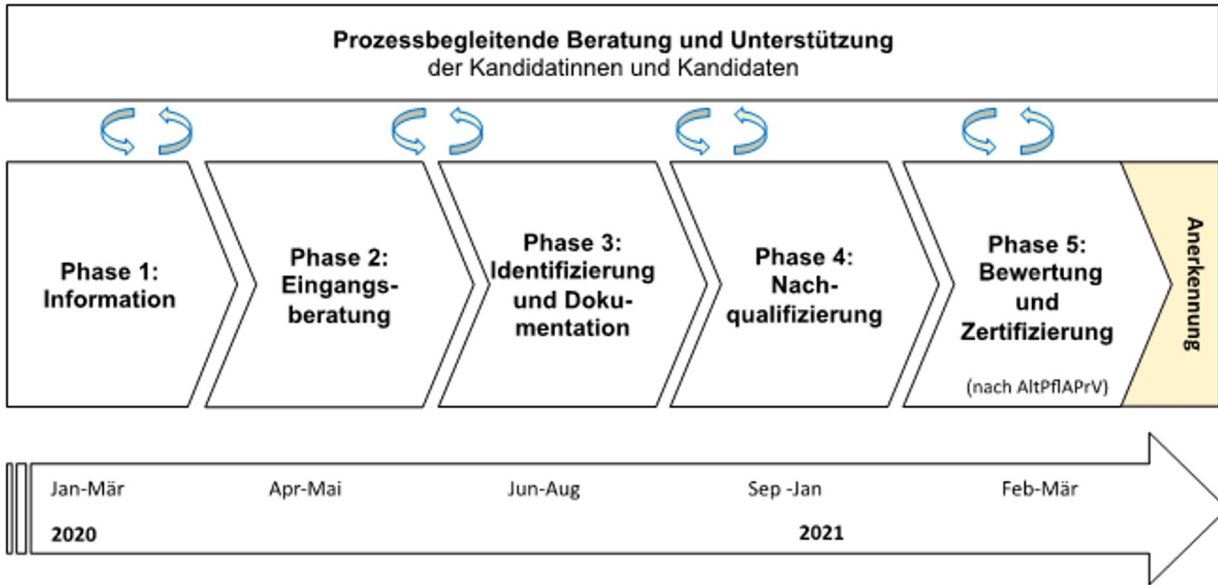 Prozessbegleitende Beratung und Unterstützung
der Kandidatinnen und Kandidaten
Phase 1:
Information
Phase 2:
Eingangs-
beratung
Phase 3:
Identifizierung
und Doku-
mentation
Phase 4:
Nach-
qualifizierung
Phase 5:
Bewertung
und
Zertifizierung
(nach AltPflAPrV)
Anerkennung
Jan-Mär
Apr-Mai
Jun-Aug
Sep -Jan
Feb-Mär
2020
2021